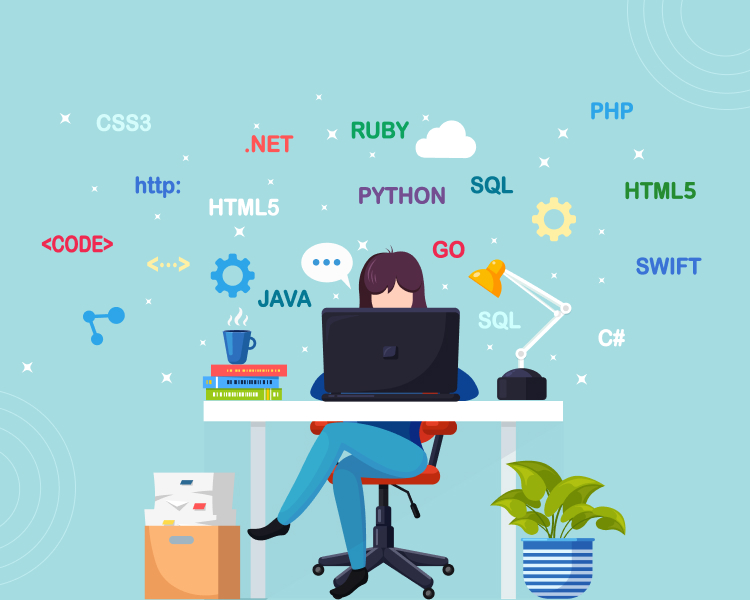 PHP
CSS3
RUBY
.NET
http:
SQL
HTML5
PYTHON
HTML5
<CODE>
GO
<···>
SWIFT
JAVA
SQL
C#